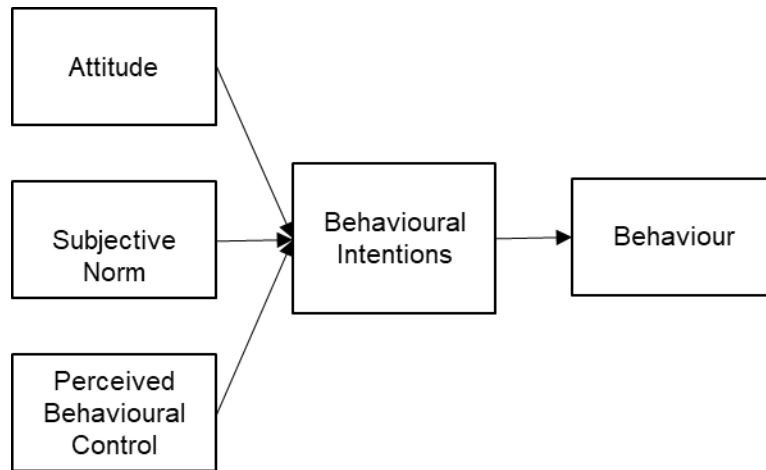 Attitude
Subjective
Norm
Perceived
Behavioural
Control
Behavioural
Intentions
Behaviour